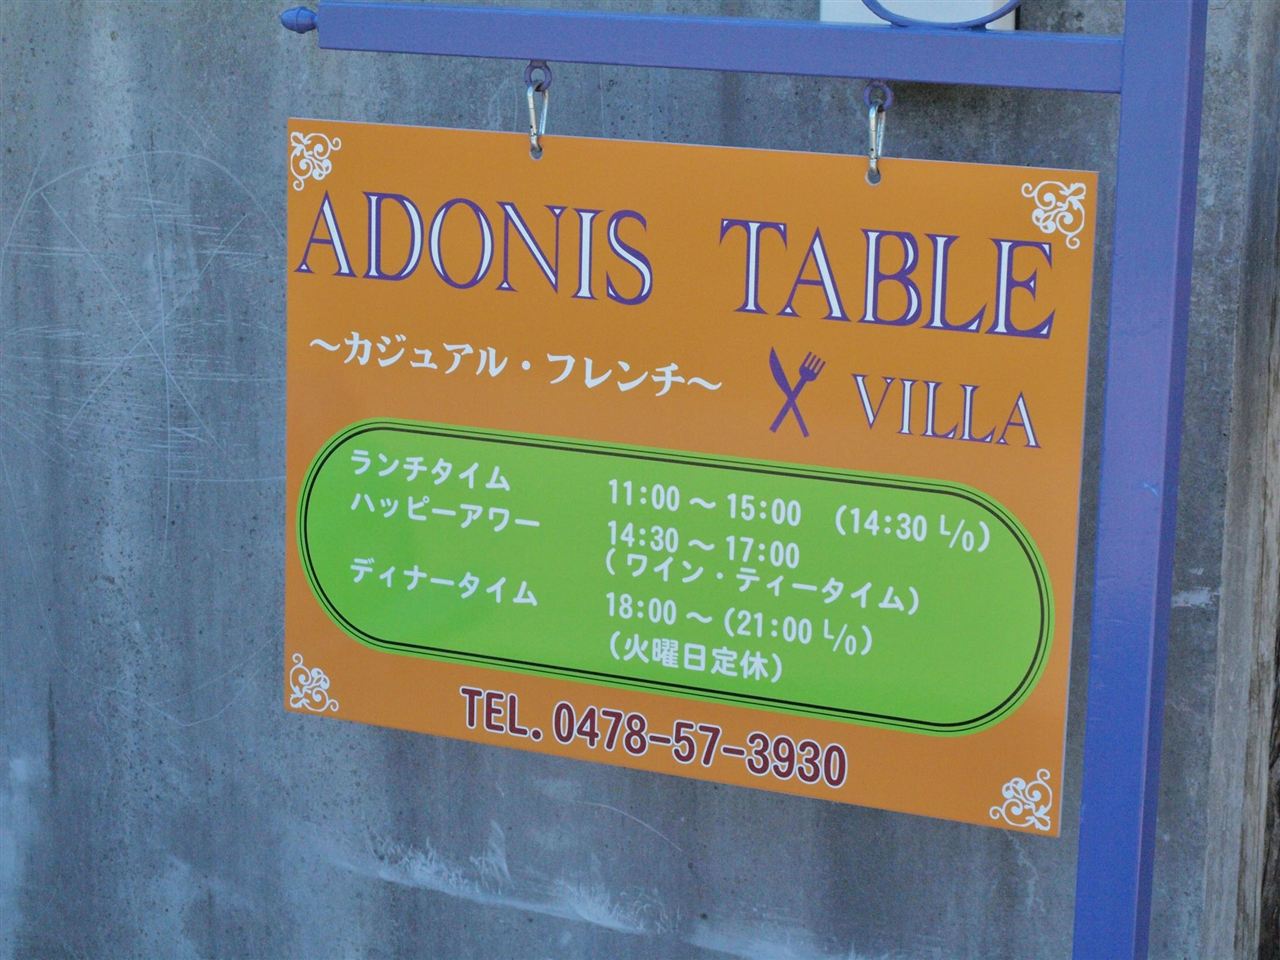 ADONIS TABLE
～カジュアル・フレンチ～ VILLA
ランチタイム 11:00 ～ 15:00 (14:30 L/O)
ハッピーアワー 14:30 ～ 17:00
(ワイン・ティータイム)
ディナータイム 18:00 ～ (21:00 L/O)
(火曜日定休)
TEL. 0478-57-3930